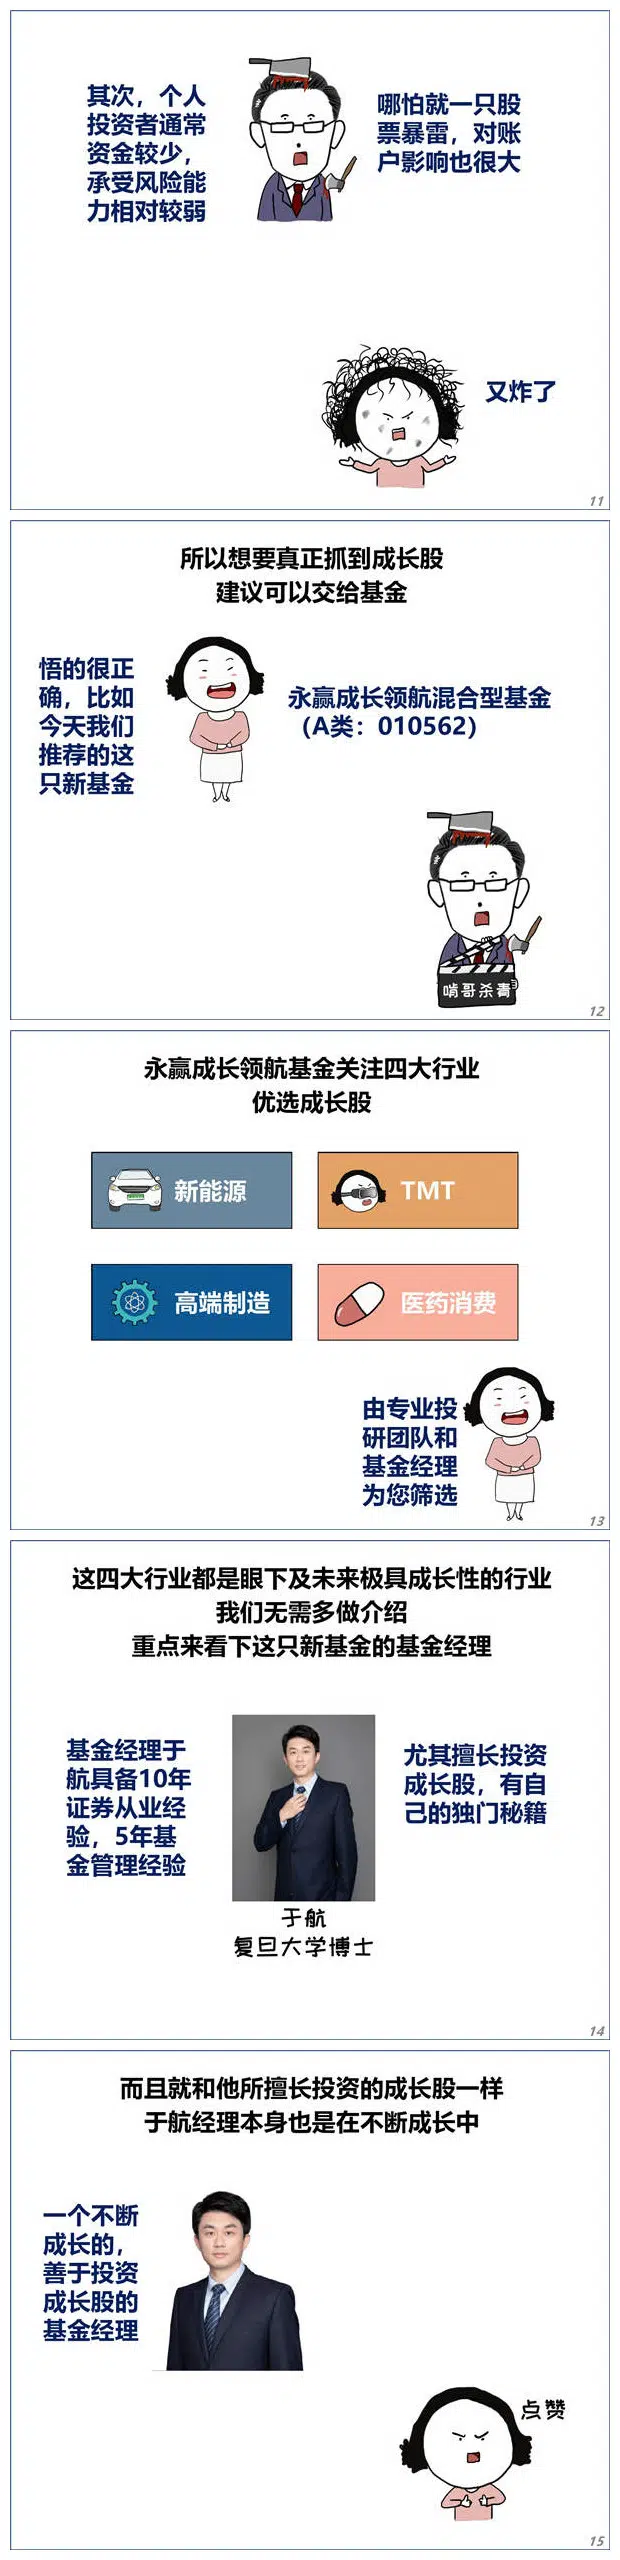 其次，个人
投资者通常
资金较少，
承受风险能
力相对较弱
哪怕就一只股
票暴雷，对账
户影响也很大
又炸了
11
所以想要真正抓到成长股
建议可以交给基金
悟的很正
确，比如
今天我们
推荐的这
只新基金
永赢成长领航混合型基金
（A类：010562）
啃哥杀青
12
永赢成长领航基金关注四大行业
优选成长股
新能源
TMT
高端制造
医药消费
由专业投
研团队和
基金经理
为您筛选
13
这四大行业都是眼下及未来极具成长性的行业
我们无需多做介绍
重点来看下这只新基金的基金经理
基金经理于
航具备10年
证券从业经
验，5年基
金管理经验
尤其擅长投资
成长股，有自
己的独门秘籍
于航
复旦大学博士
14
而且就和他所擅长投资的成长股一样
于航经理本身也是在不断成长中
一个不断
成长的，
善于投资
成长股的
基金经理
点赞
15